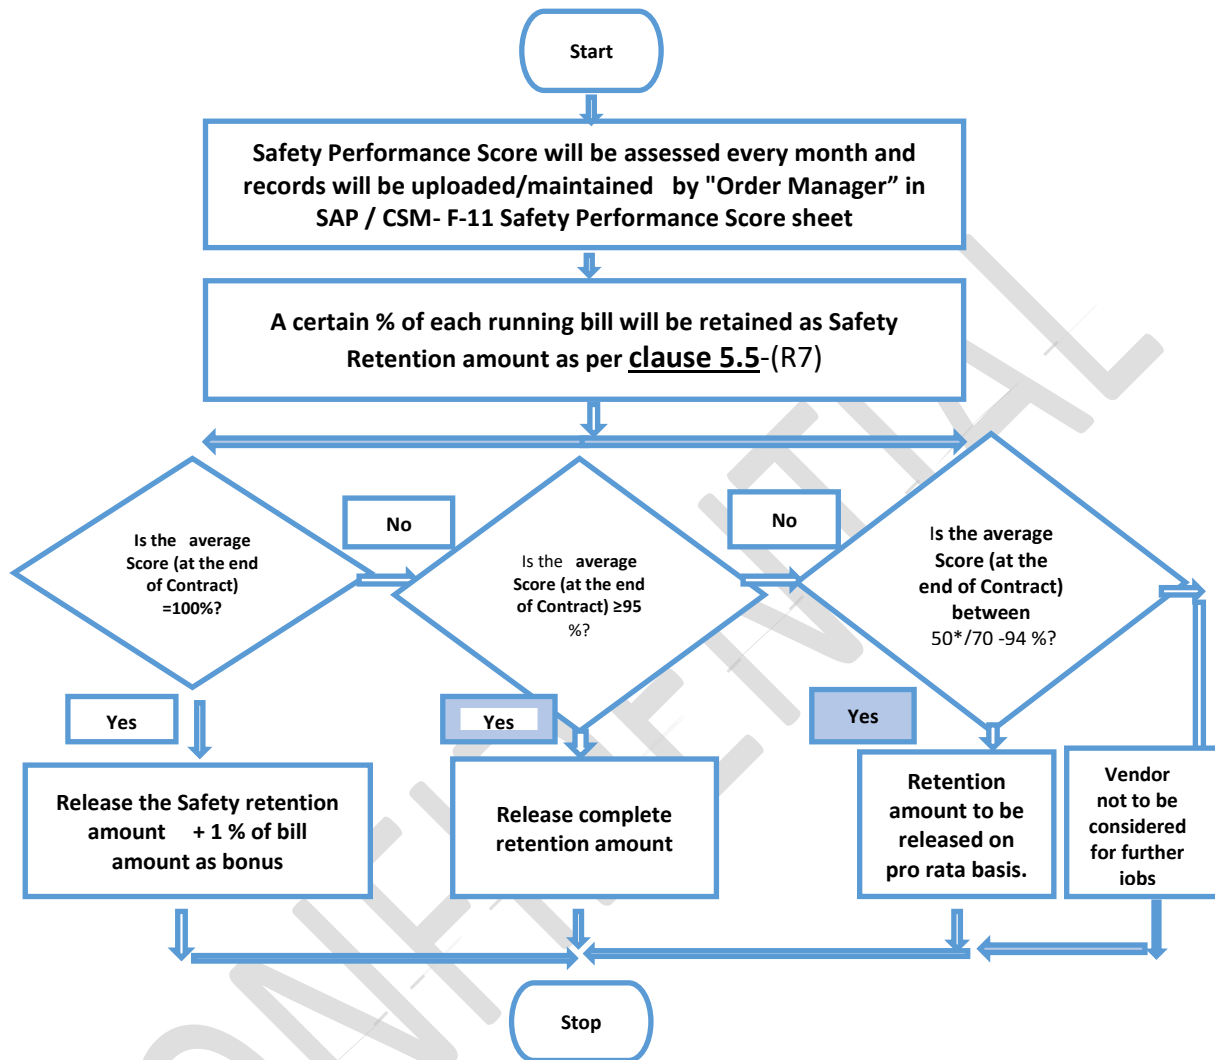 Start
Safety Performance Score will be assessed every month and
records will be uploaded/maintained by "Order Manager” in
SAP / CSM- F-11 Safety Performance Score sheet
A certain % of each running bill will be retained as Safety
Retention amount as per clause 5.5-(R7)
No
No
Is the average
Score (at the end
of Contract)
=100%?
Is the average
Score (at the end
of Contract) ≥95
%?
Is the average
Score (at the
end of Contract)
between
50*/70 -94 %?
Yes
Yes
Yes
Release the Safety retention
amount + 1 % of bill
amount as bonus
Release complete
retention amount
Retention
amount to be
released on
pro rata basis.
Vendor
not to be
considered
for further
iobs
Stop
CONFIDENTIAL